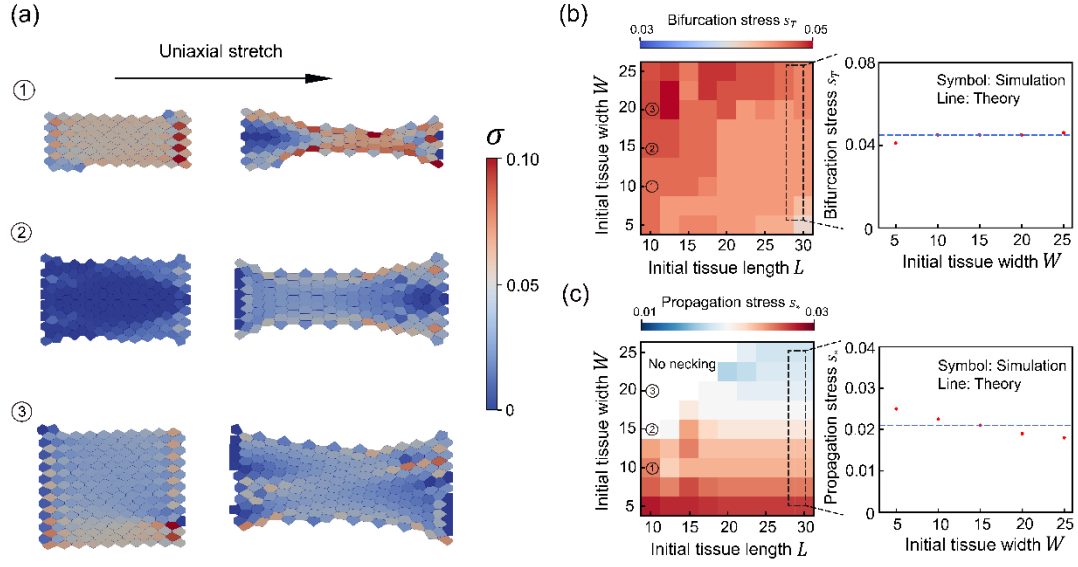 (a)
Uniaxial stretch
①
②
③
σ
0.10
0.05
0
(b)
Bifurcation stress s_T
0.03
0.05
Initial tissue width W
25
20
15
10
5
③
②
①
10
15
20
25
30
Initial tissue length L
Bifurcation stress s_T
0.08
0.04
0
Symbol: Simulation
Line: Theory
5
10
15
20
25
Initial tissue width W
(c)
Propagation stress s_*
0.01
0.03
Initial tissue width W
25
20
15
10
5
No necking
③
②
①
10
15
20
25
30
Initial tissue length L
Propagation stress s_*
0.04
0.03
0.02
0.01
0
Symbol: Simulation
Line: Theory
5
10
15
20
25
Initial tissue width W